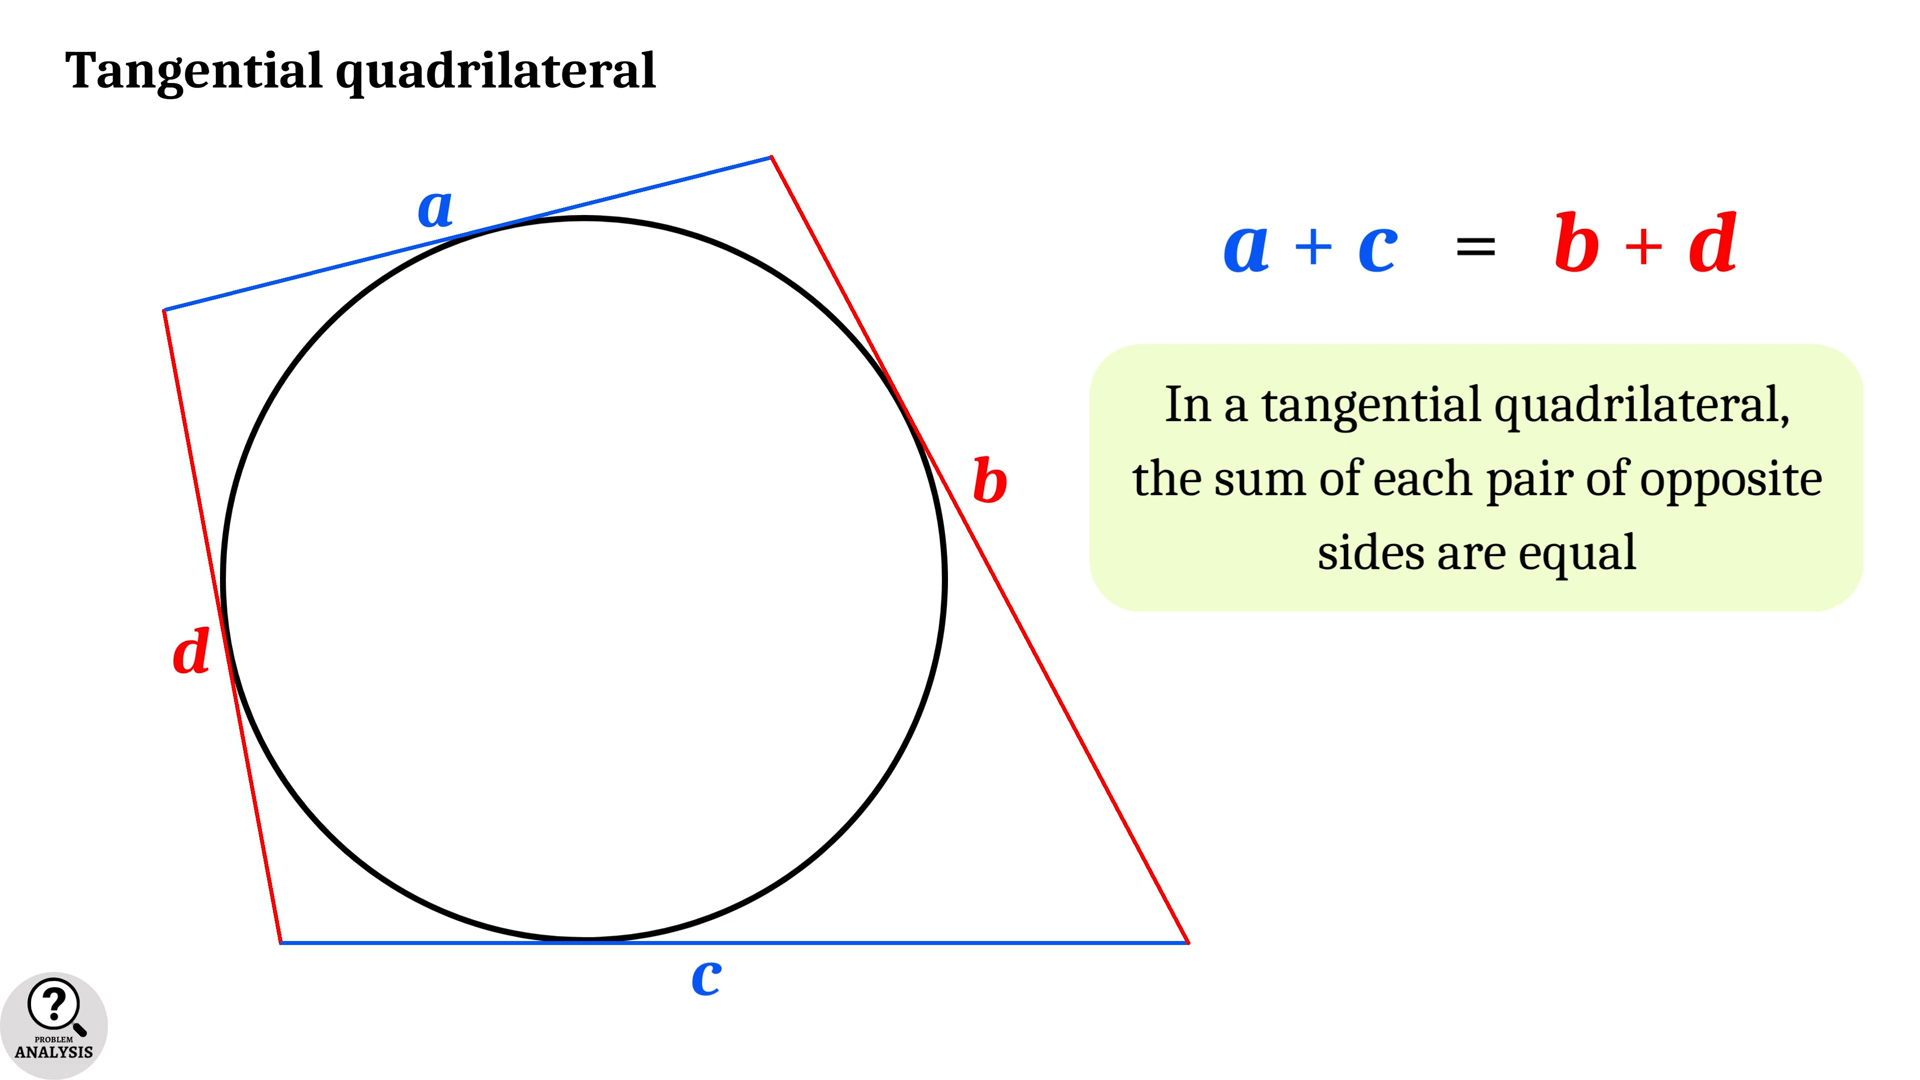 Tangential quadrilateral
a
a + c = b + d
In a tangential quadrilateral,
the sum of each pair of opposite
sides are equal
b
d
c
?
PROBLEM
ANALYSIS